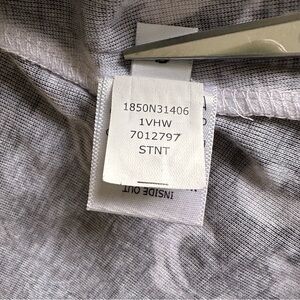 1850N31406
1VHW
7012797
STNT
INSIDE OUT